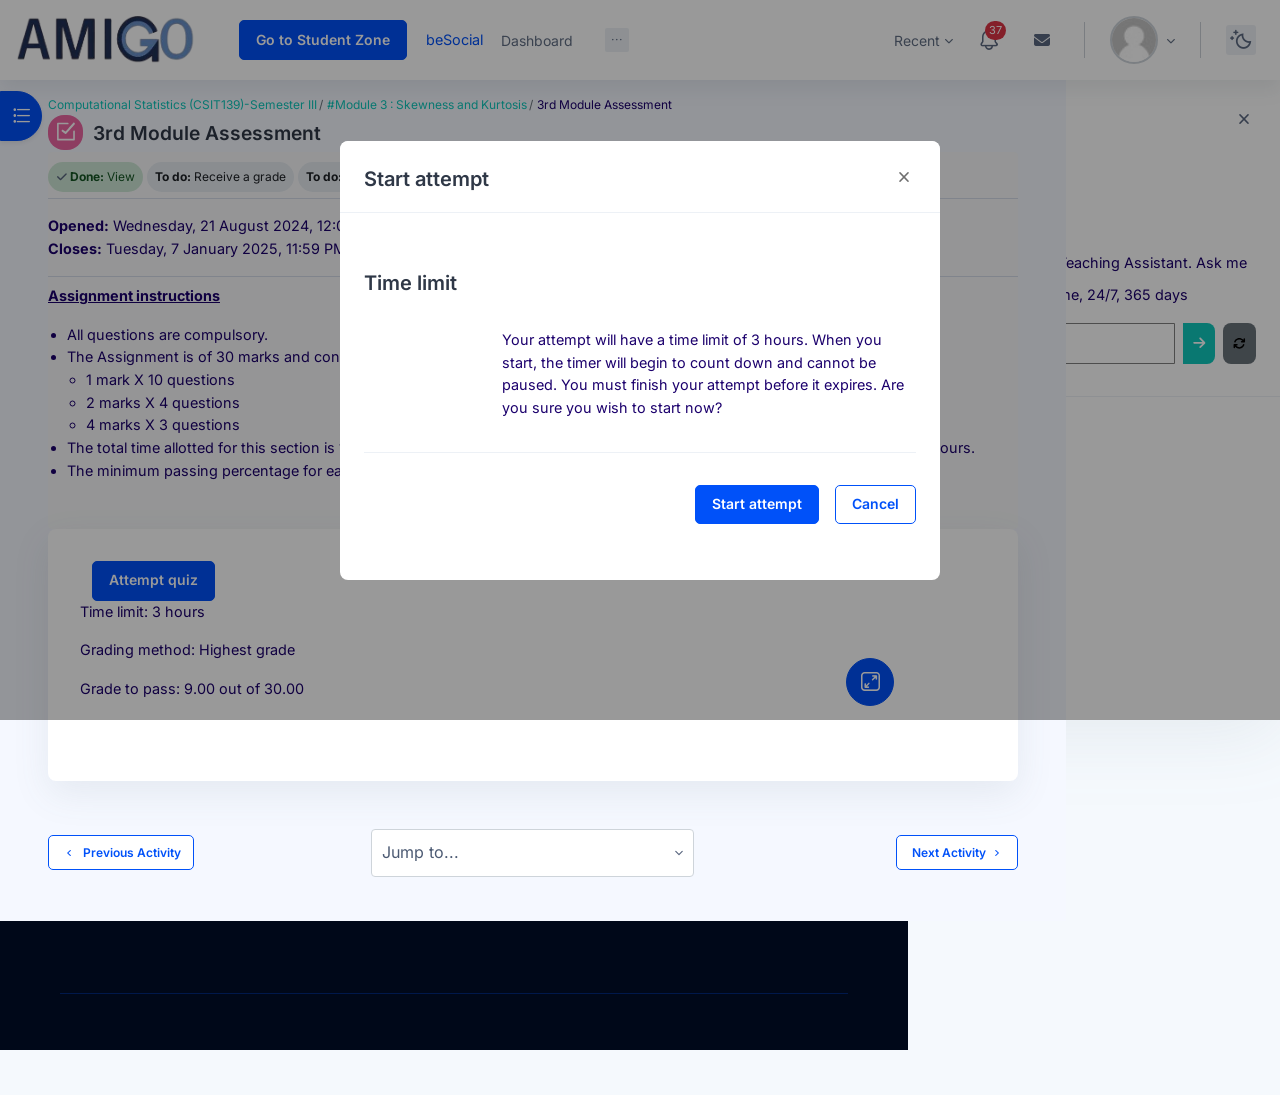 AMIGO
Go to Student Zone
beSocial
Dashboard
Recent
37
Computational Statistics (CSIT139)-Semester III / #Module 3 : Skewness and Kurtosis / 3rd Module Assessment
3rd Module Assessment
Done: View
To do: Receive a grade
To do:
Opened: Wednesday, 21 August 2024, 12:0
Closes: Tuesday, 7 January 2025, 11:59 PM
Assignment instructions
All questions are compulsory.
The Assignment is of 30 marks and con
1 mark X 10 questions
2 marks X 4 questions
4 marks X 3 questions
The total time allotted for this section is
ours.
The minimum passing percentage for ea
Start attempt
Time limit
Your attempt will have a time limit of 3 hours. When you
start, the timer will begin to count down and cannot be
paused. You must finish your attempt before it expires. Are
you sure you wish to start now?
Start attempt
Cancel
Teaching Assistant. Ask me
me, 24/7, 365 days
Attempt quiz
Time limit: 3 hours
Grading method: Highest grade
Grade to pass: 9.00 out of 30.00
Previous Activity
Jump to...
Next Activity